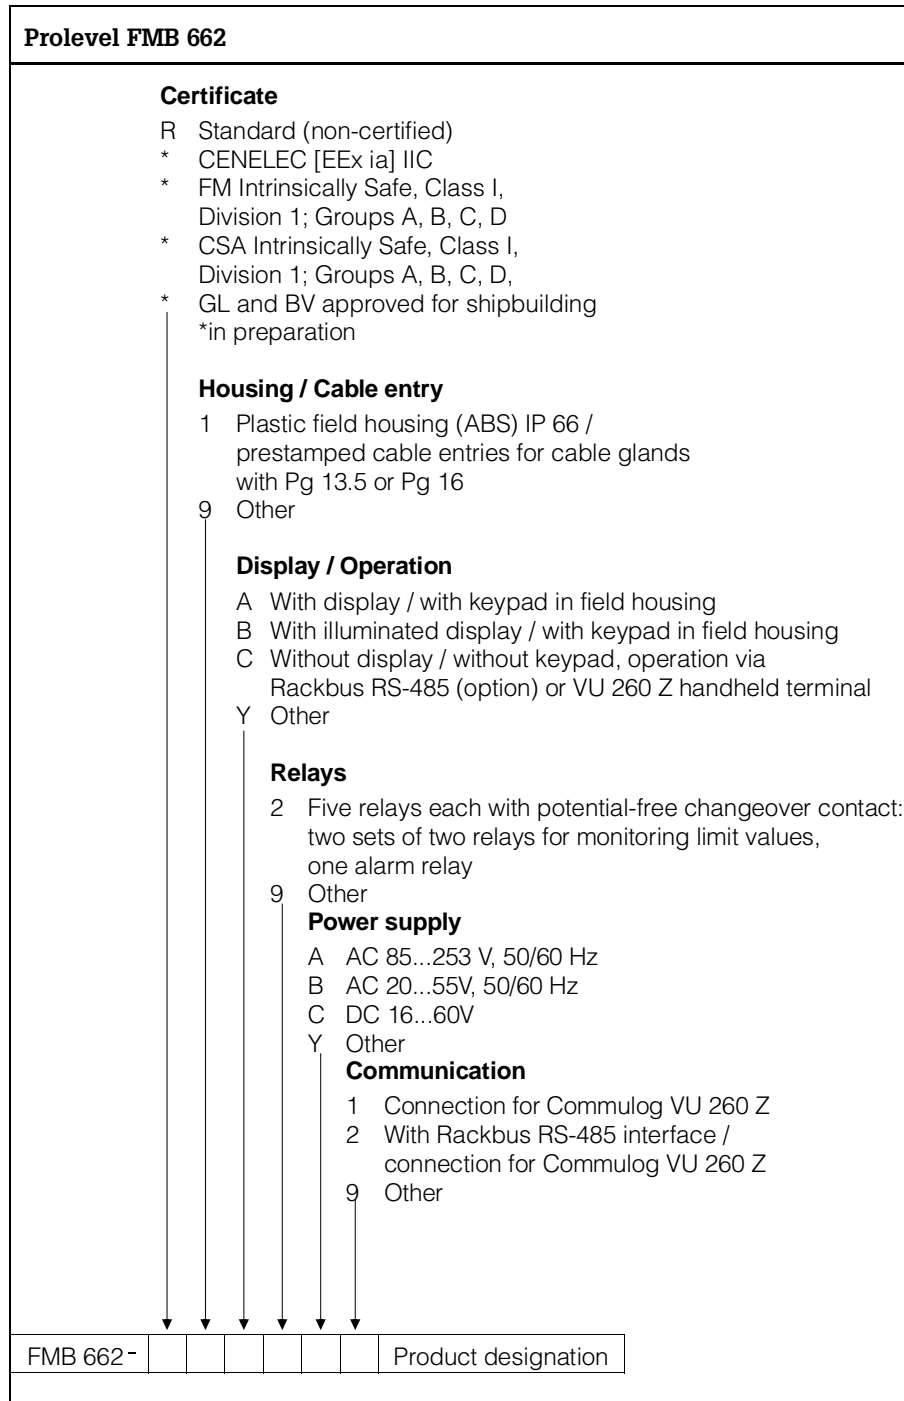 Prolevel FMB 662
Certificate
R Standard (non-certified)
* CENELEC [EEx ia] IIC
* FM Intrinsically Safe, Class I,
Division 1; Groups A, B, C, D
* CSA Intrinsically Safe, Class I,
Division 1; Groups A, B, C, D,
* GL and BV approved for shipbuilding
*in preparation
Housing / Cable entry
1 Plastic field housing (ABS) IP 66 /
prestamped cable entries for cable glands
with Pg 13.5 or Pg 16
9 Other
Display / Operation
A With display / with keypad in field housing
B With illuminated display / with keypad in field housing
C Without display / without keypad, operation via
Rackbus RS-485 (option) or VU 260 Z handheld terminal
Y Other
Relays
2 Five relays each with potential-free changeover contact:
two sets of two relays for monitoring limit values,
one alarm relay
9 Other
Power supply
A AC 85...253 V, 50/60 Hz
B AC 20...55V, 50/60 Hz
C DC 16...60V
Y Other
Communication
1 Connection for Commulog VU 260 Z
2 With Rackbus RS-485 interface /
connection for Commulog VU 260 Z
9 Other
FMB 662- Product designation